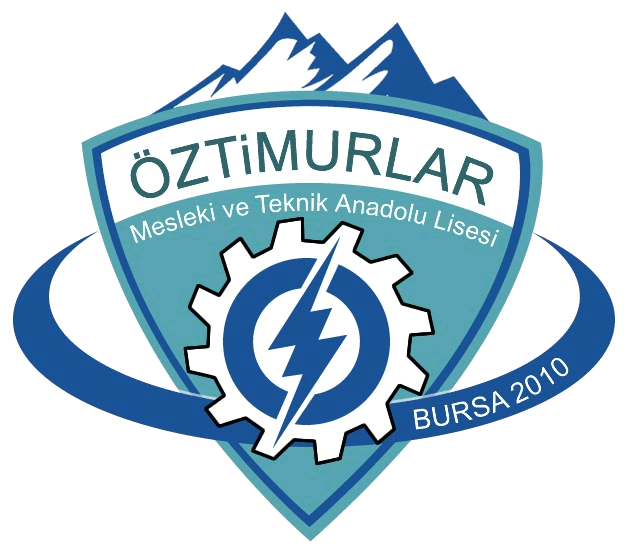 ÖZTiMURLAR
Mesleki ve Teknik Anadolu Lisesi
BURSA 2010